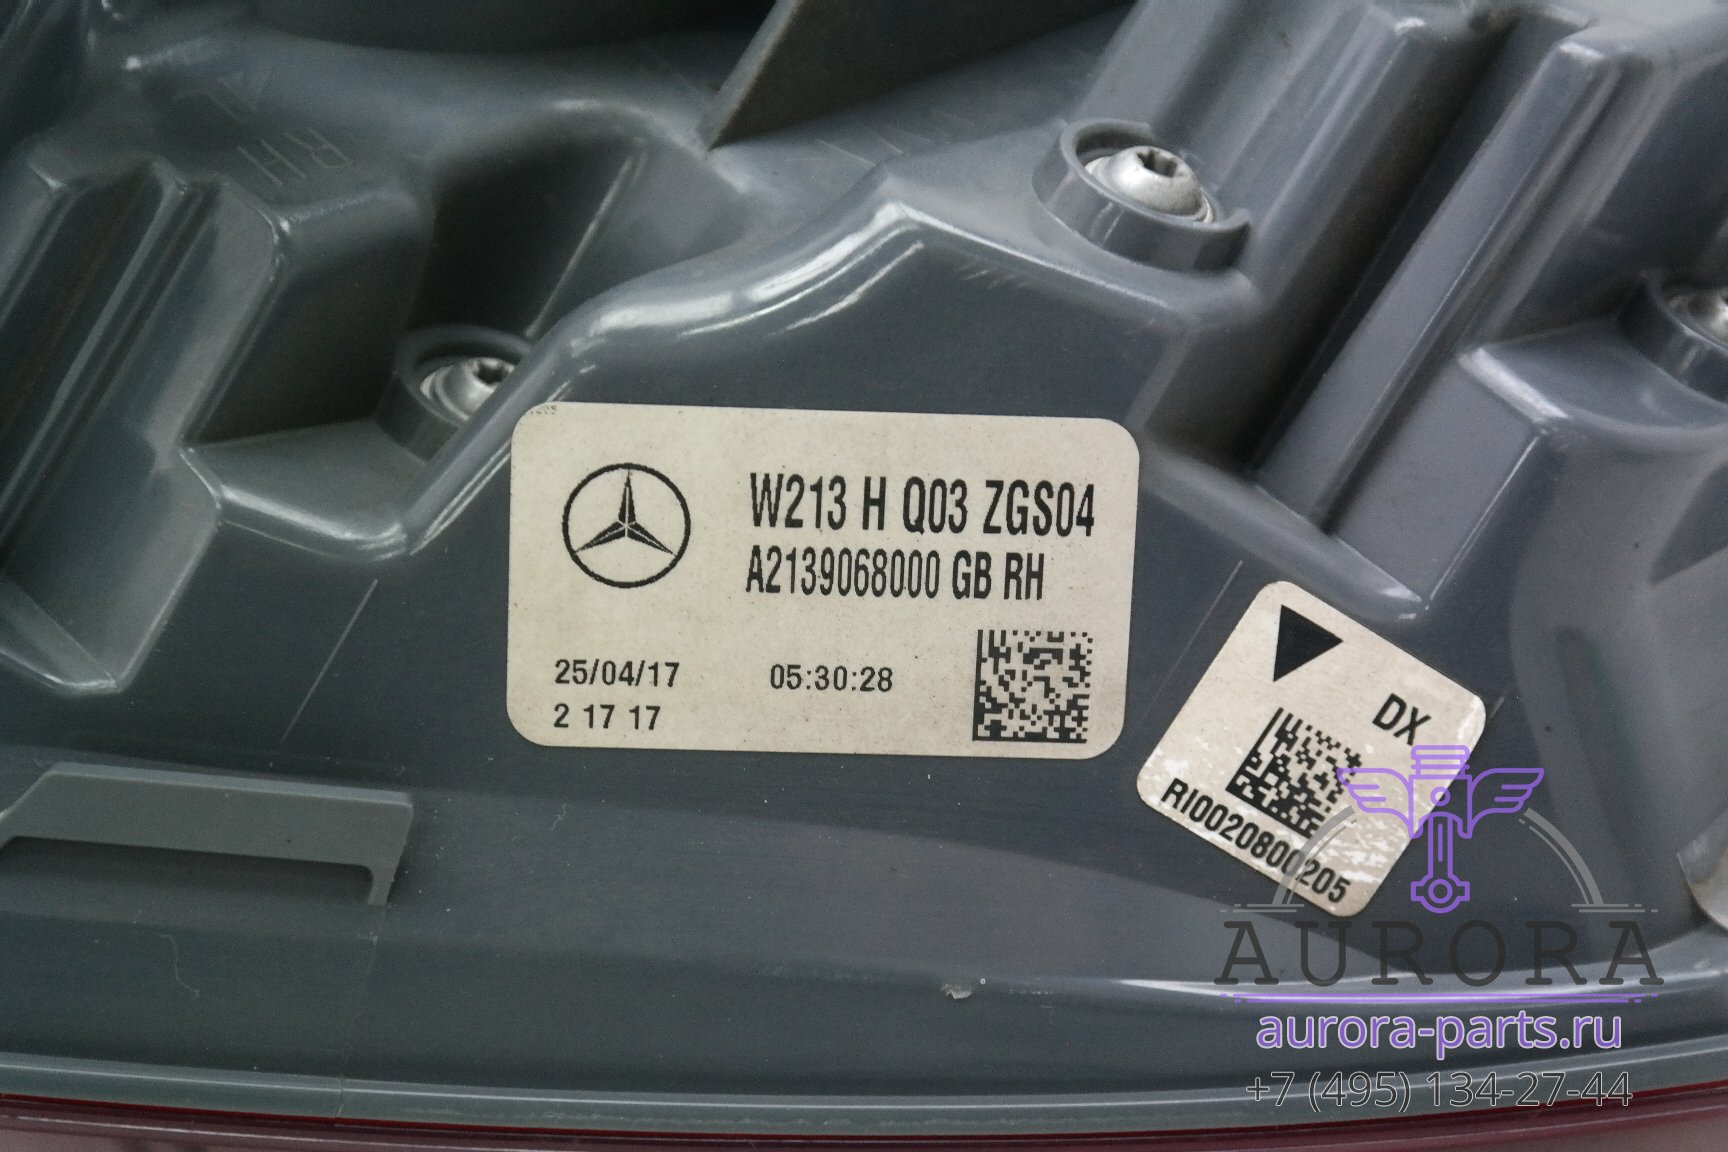 RH
W213 H Q03 ZGS04
A2139068000 GB RH
25/04/17 05:30:28
2 17 17
DX
RI0020800205
AURORA
aurora-parts.ru
+7 (495) 134-27-44